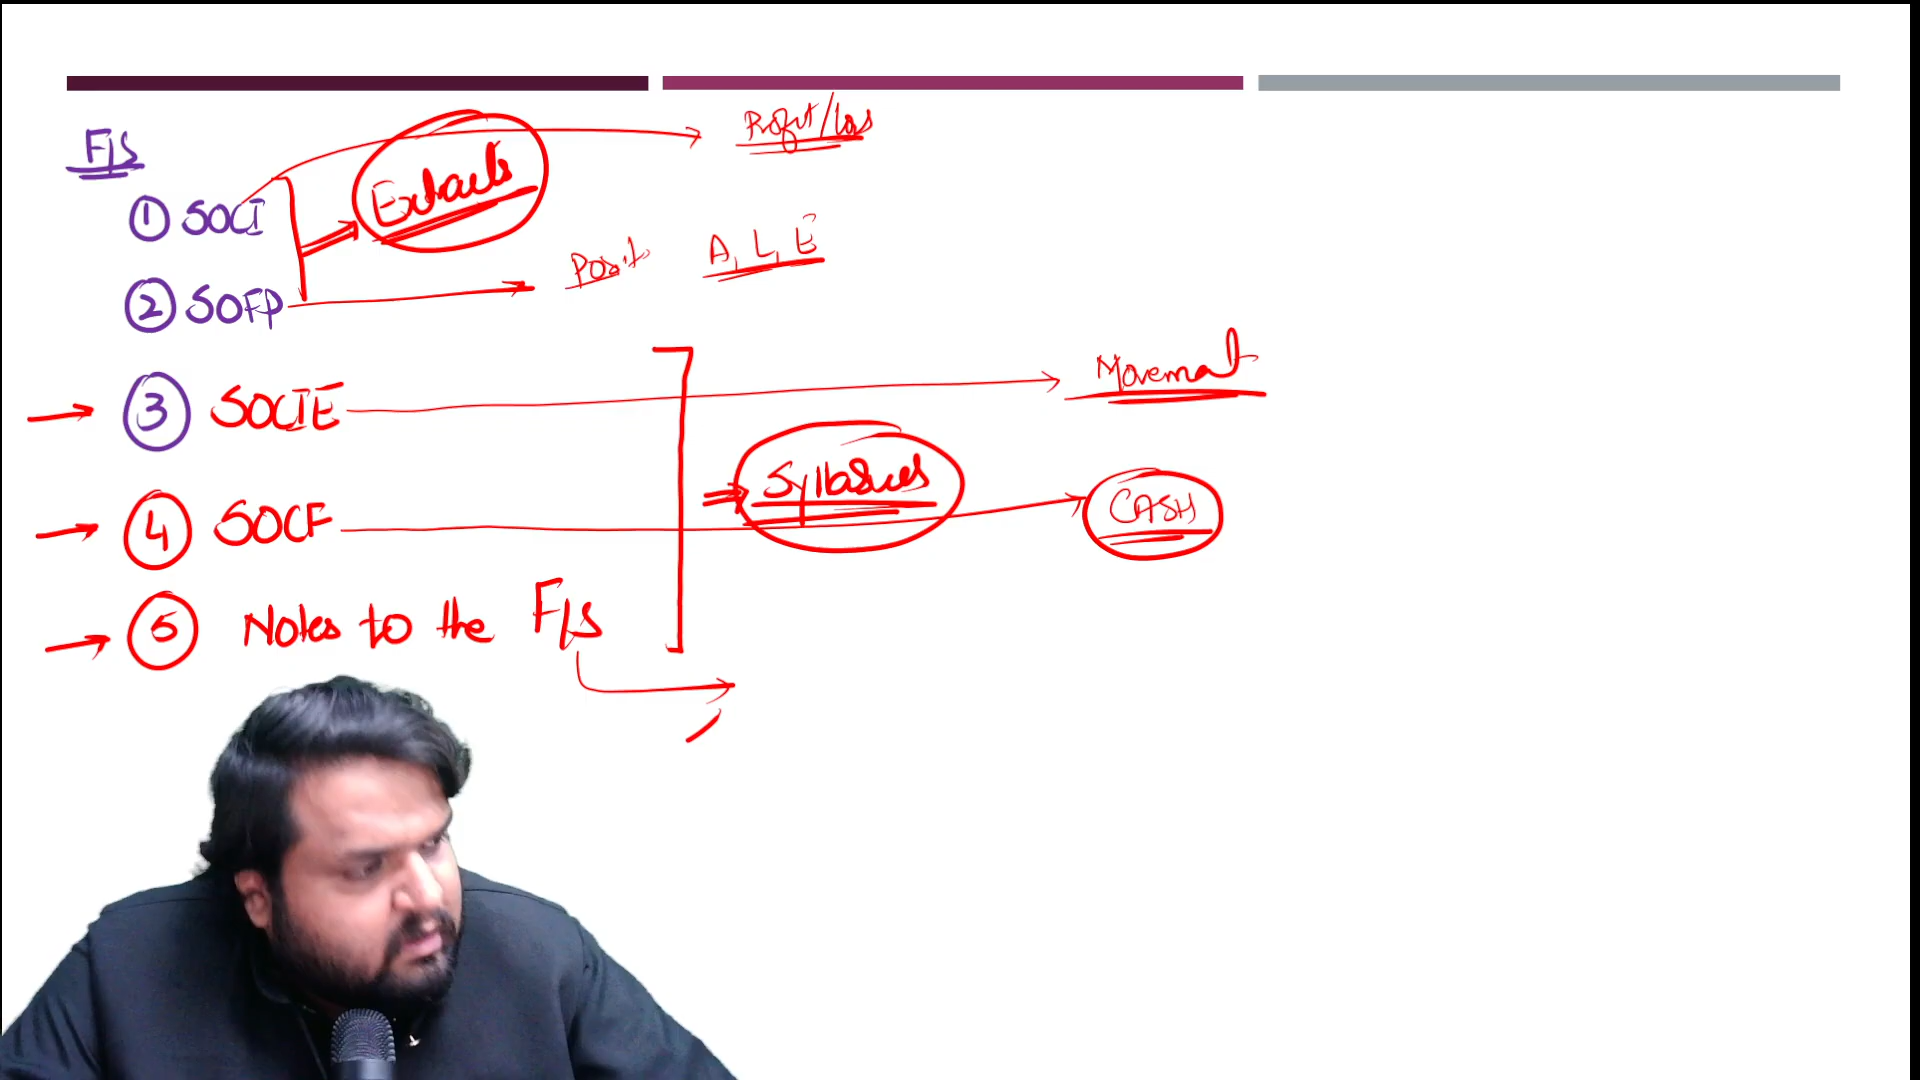 F/S
Profit/Loss
Extracts
① SOCI
Posit A, L, E
② SOFP
Movement
③ SOCIE
Syllabus
④ SOCF
CASH
⑤ Notes to the F/S